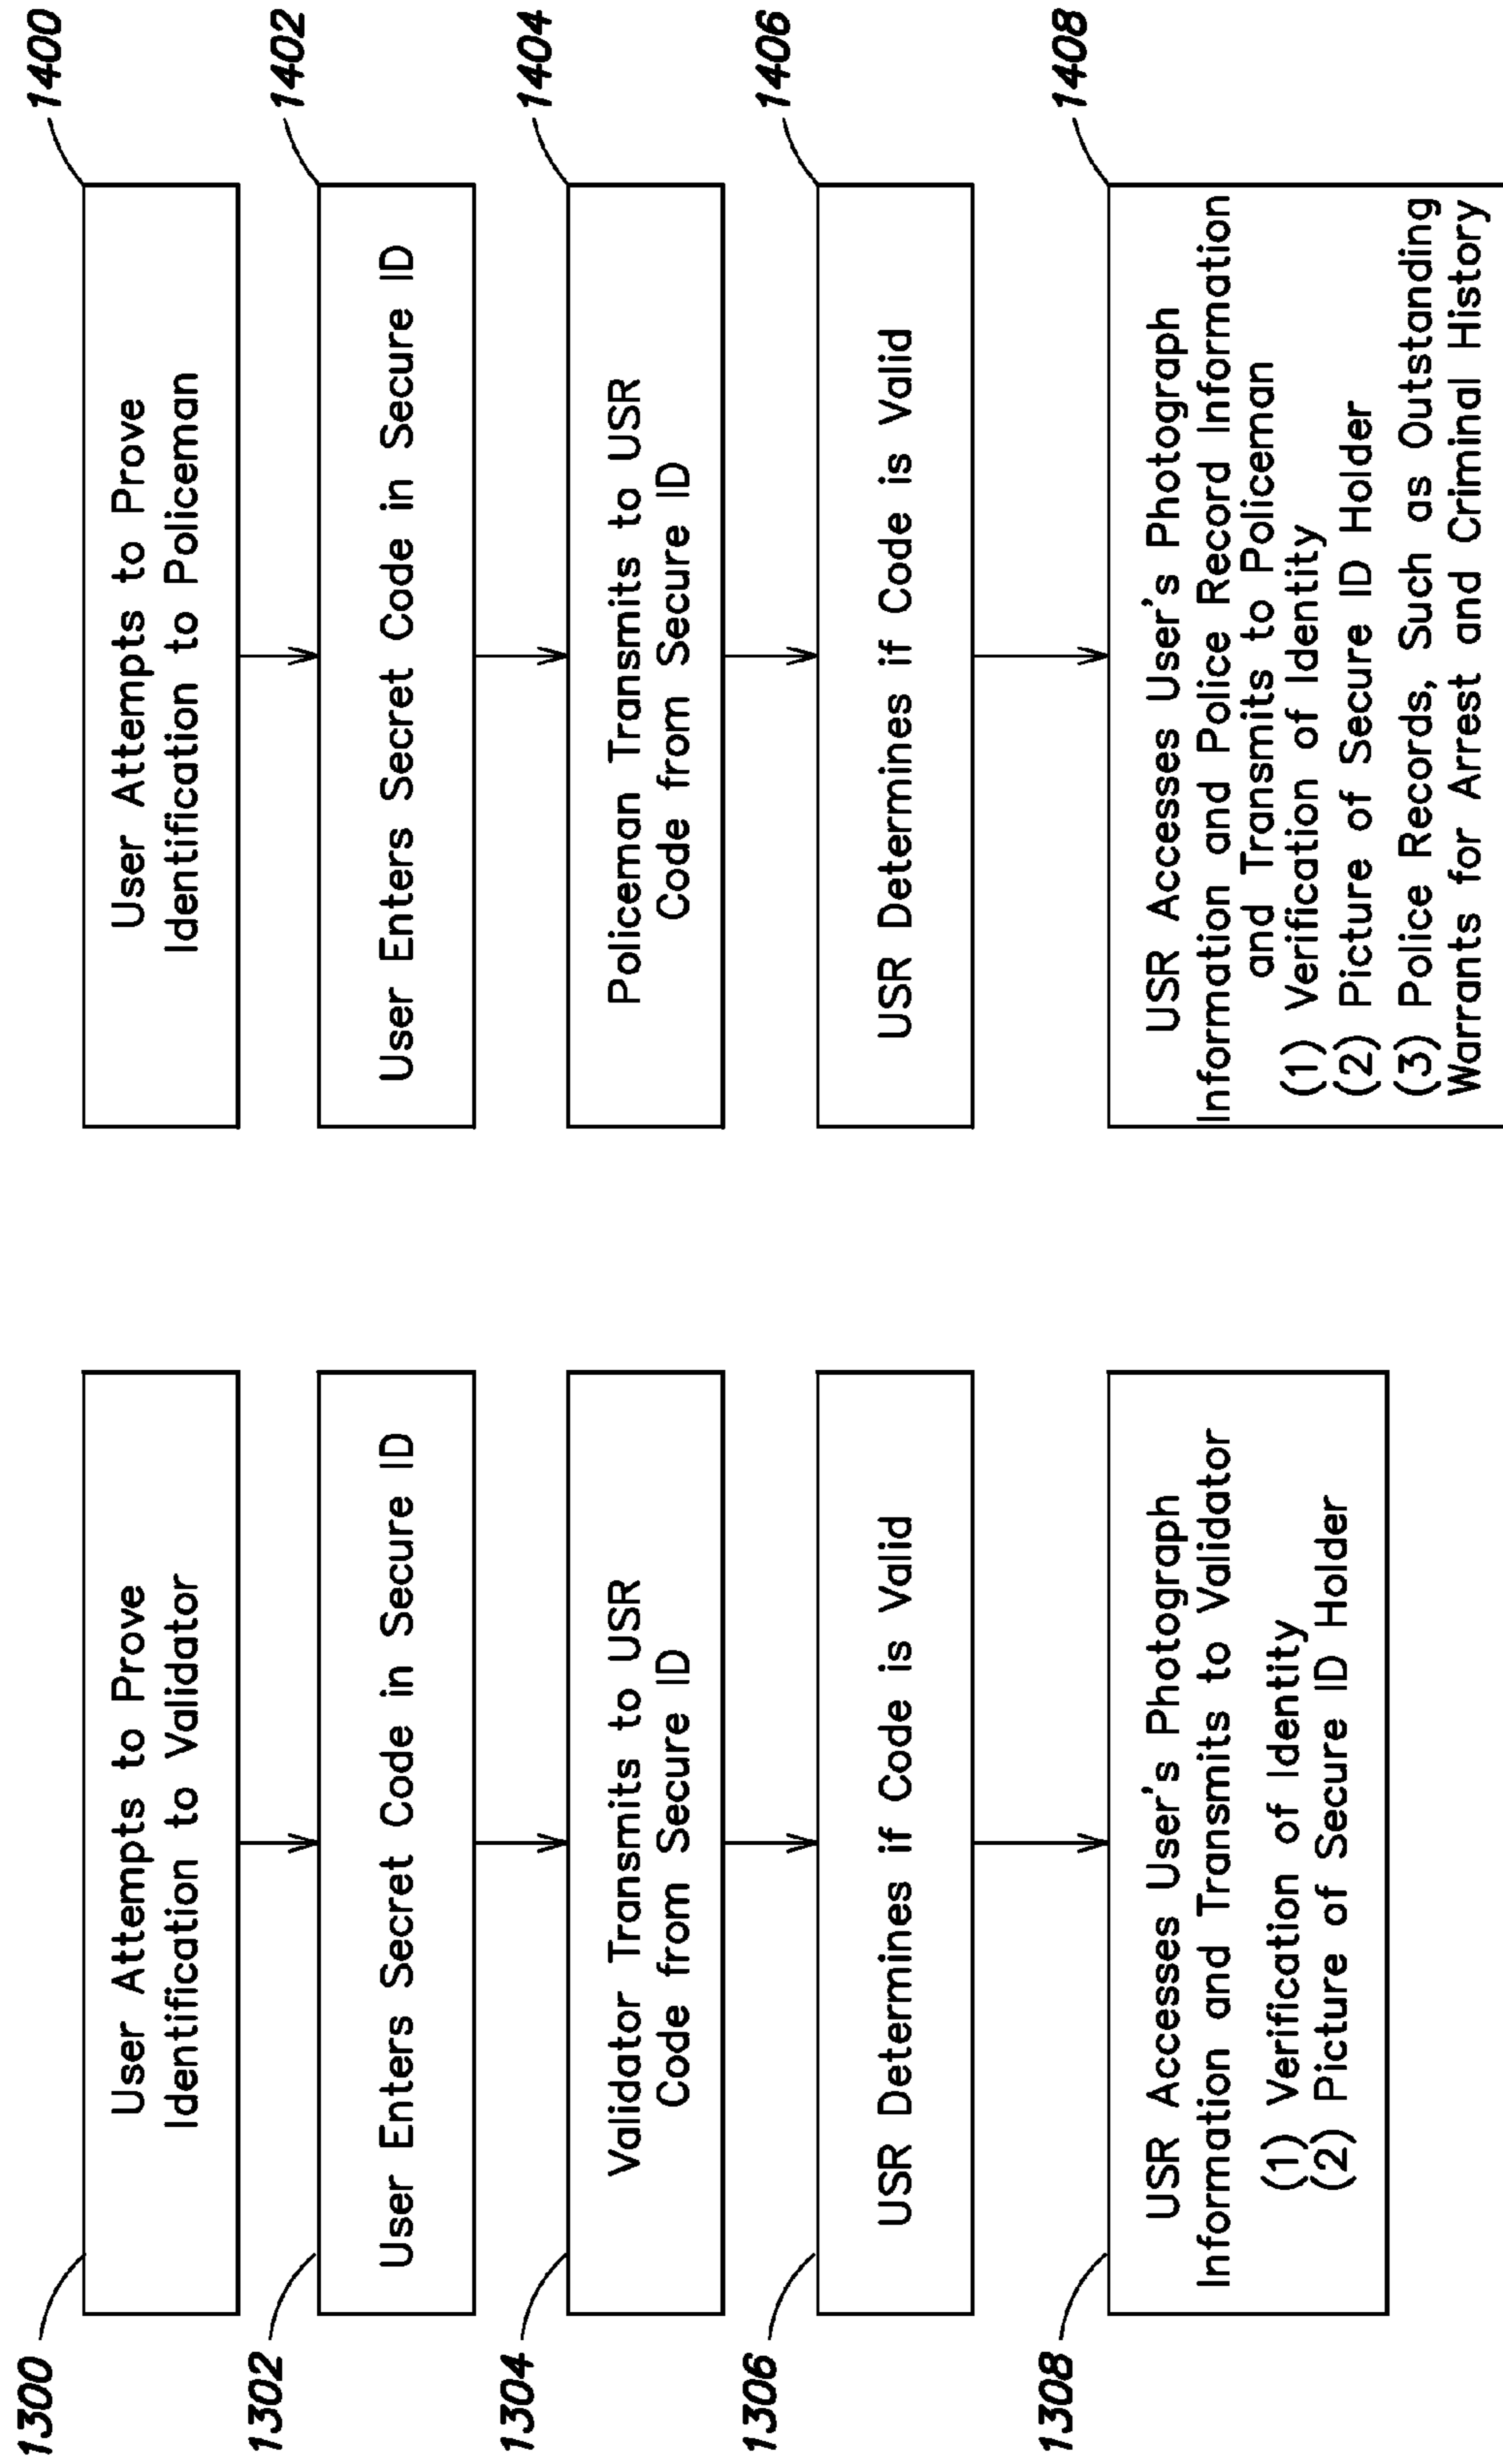 1300
User Attempts to Prove
Identification to Validator
1302
User Enters Secret Code in Secure ID
1304
Validator Transmits to USR
Code from Secure ID
1306
USR Determines if Code is Valid
1308
USR Accesses User's Photograph
Information and Transmits to Validator
(1) Verification of Identity
(2) Picture of Secure ID Holder
1400
User Attempts to Prove
Identification to Policeman
1402
User Enters Secret Code in Secure ID
1404
Policeman Transmits to USR
Code from Secure ID
1406
USR Determines if Code is Valid
1408
USR Accesses User's Photograph
Information and Police Record Information
and Transmits to Policeman
(1) Verification of Identity
(2) Picture of Secure ID Holder
(3) Police Records, Such as Outstanding
Warrants for Arrest and Criminal History